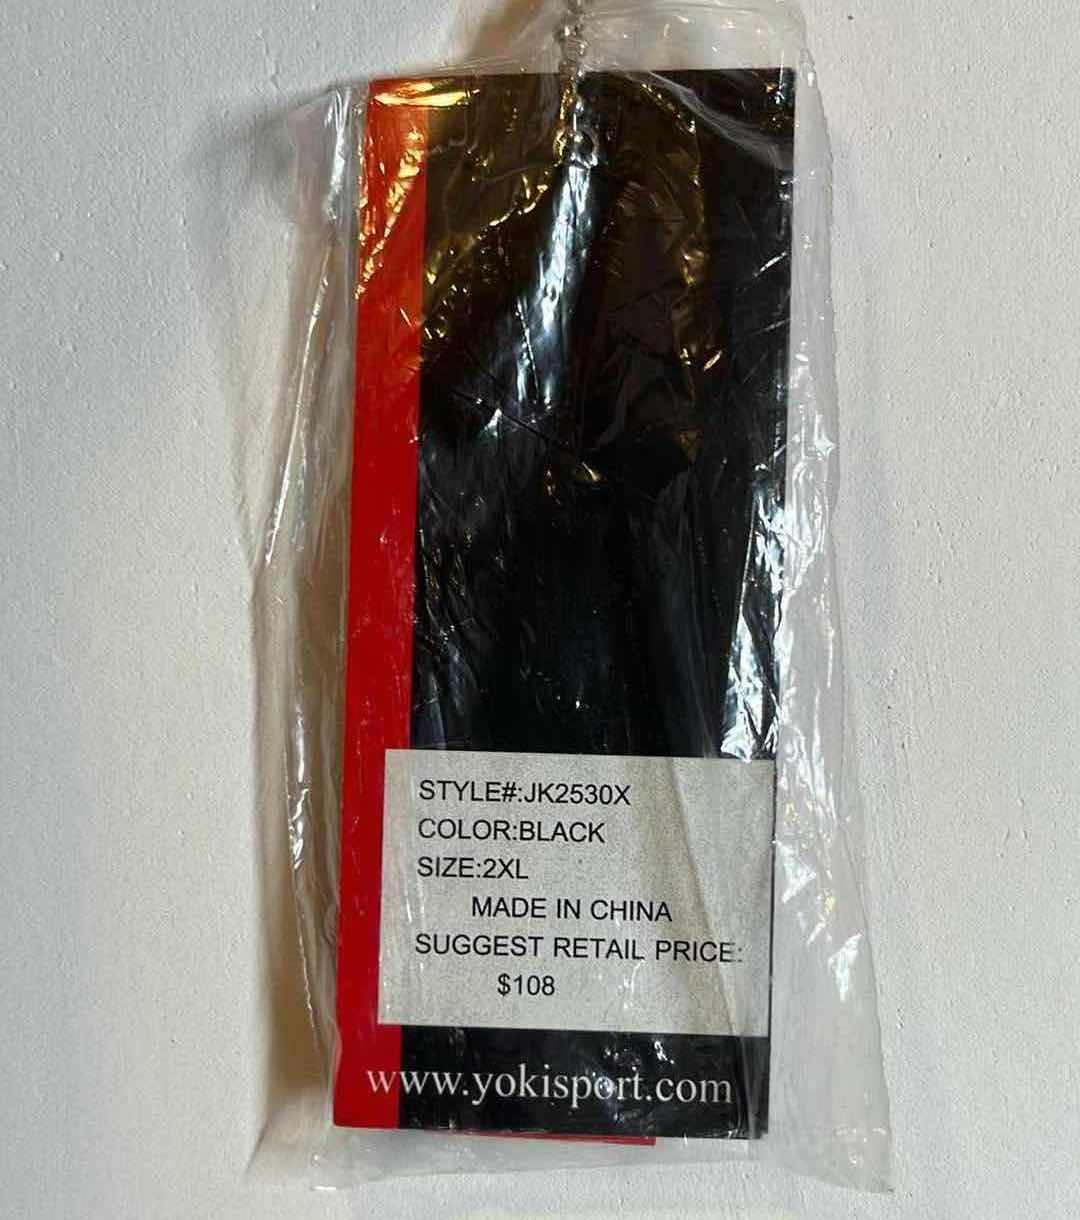 STYLE#:JK2530X
COLOR:BLACK
SIZE:2XL
MADE IN CHINA
SUGGEST RETAIL PRICE:
$108
www.yokisport.com